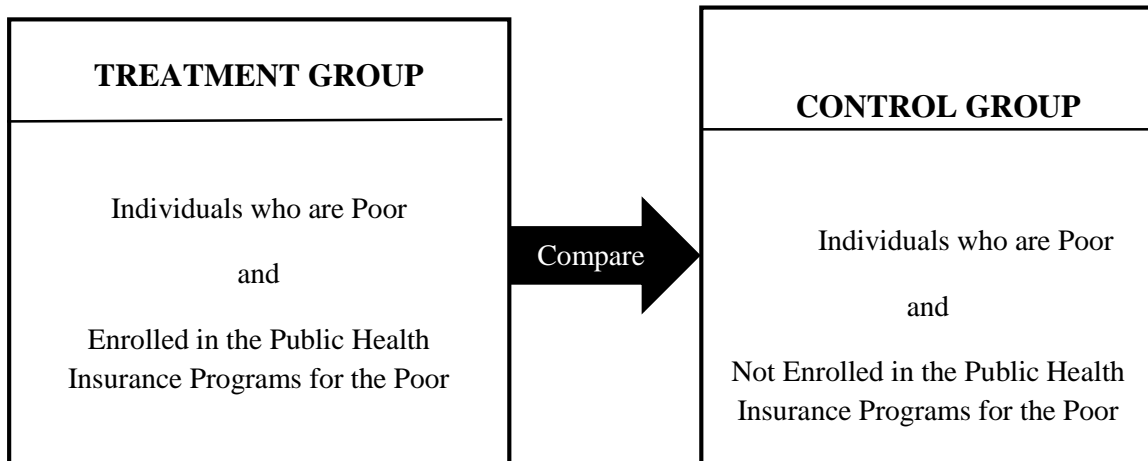 TREATMENT GROUP
Individuals who are Poor
and
Enrolled in the Public Health
Insurance Programs for the Poor
Compare
CONTROL GROUP
Individuals who are Poor
and
Not Enrolled in the Public Health
Insurance Programs for the Poor